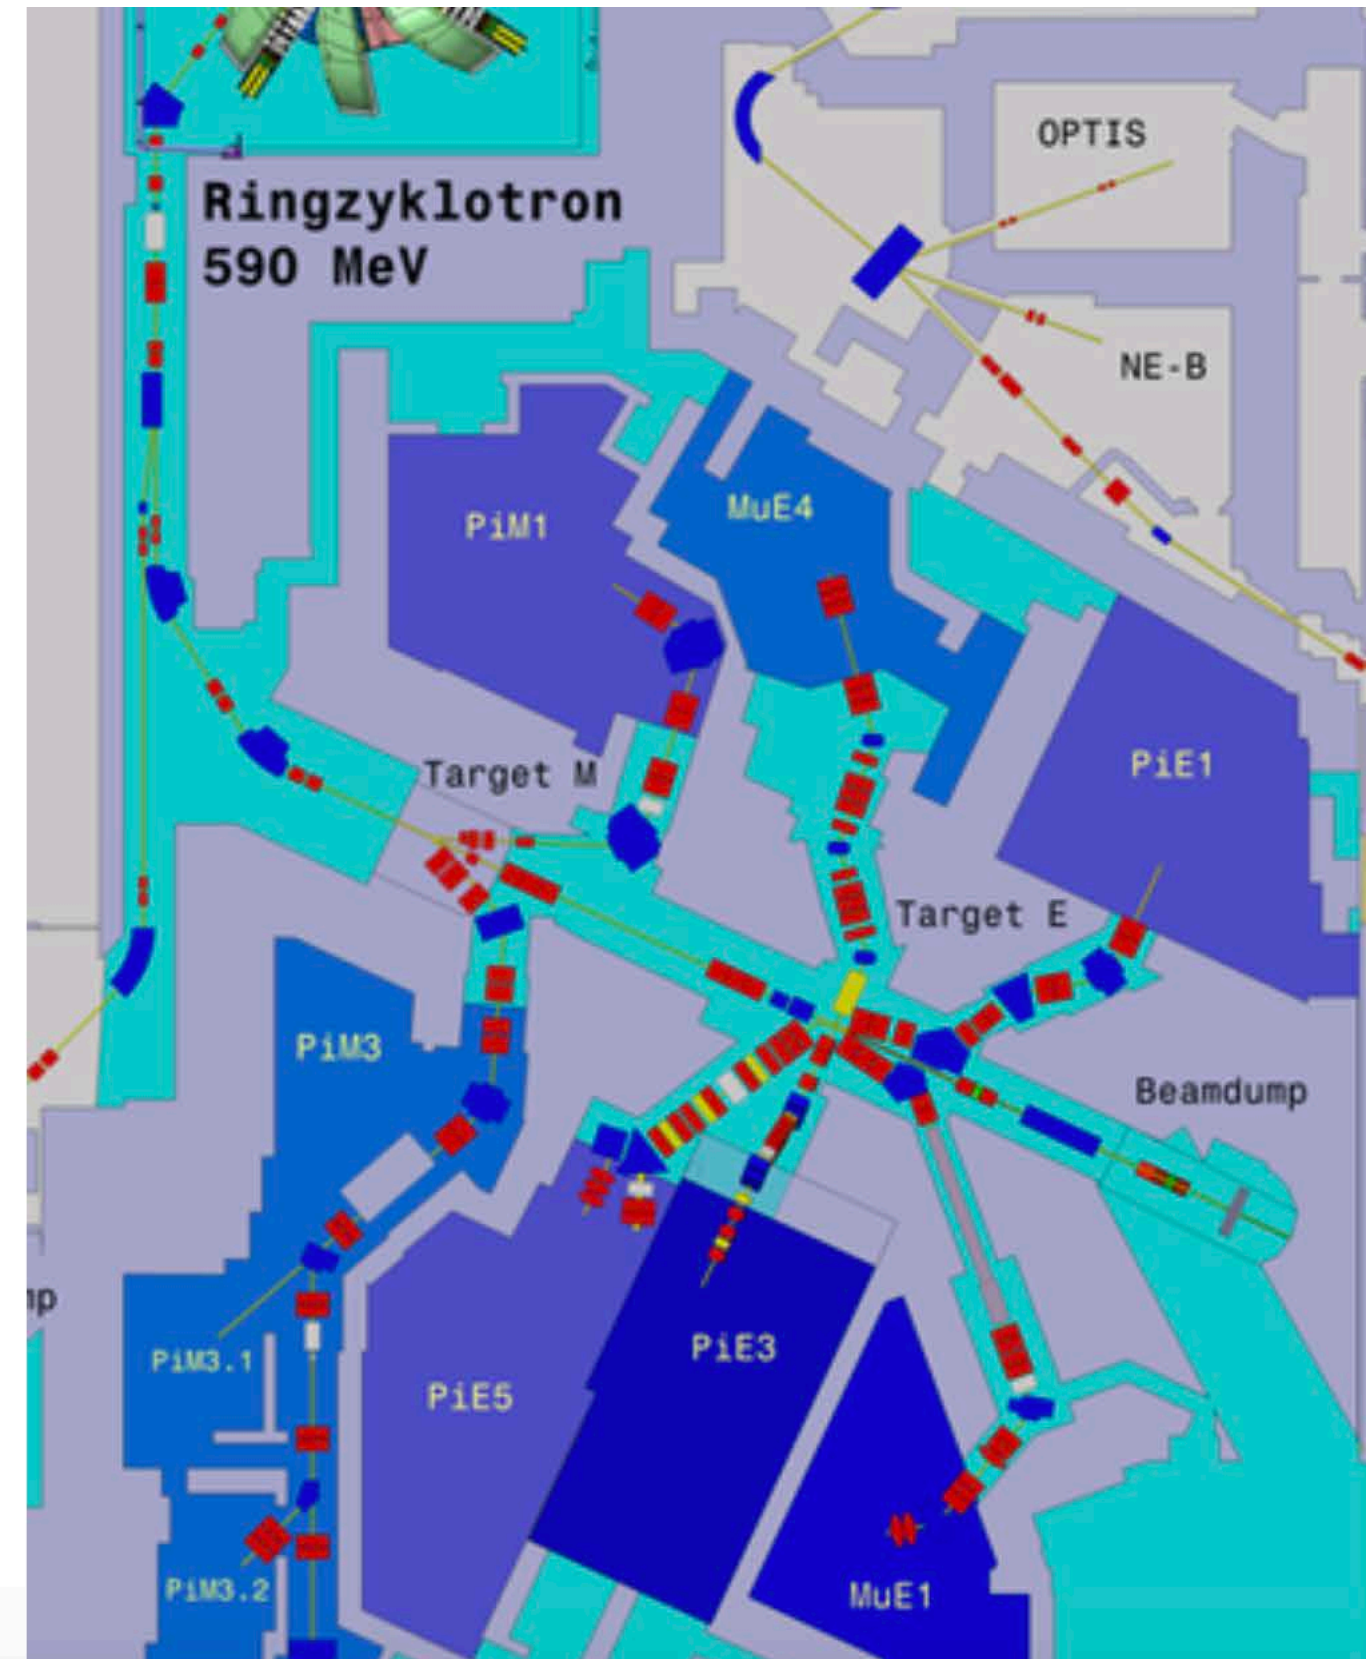 OPTIS
Ringzyklotron
590 MeV
NE-B
MuE4
PiM1
PiE1
Target M
Target E
PiM3
Beamdump
PiE3
PiM3.1
PiE5
PiM3.2
MuE1